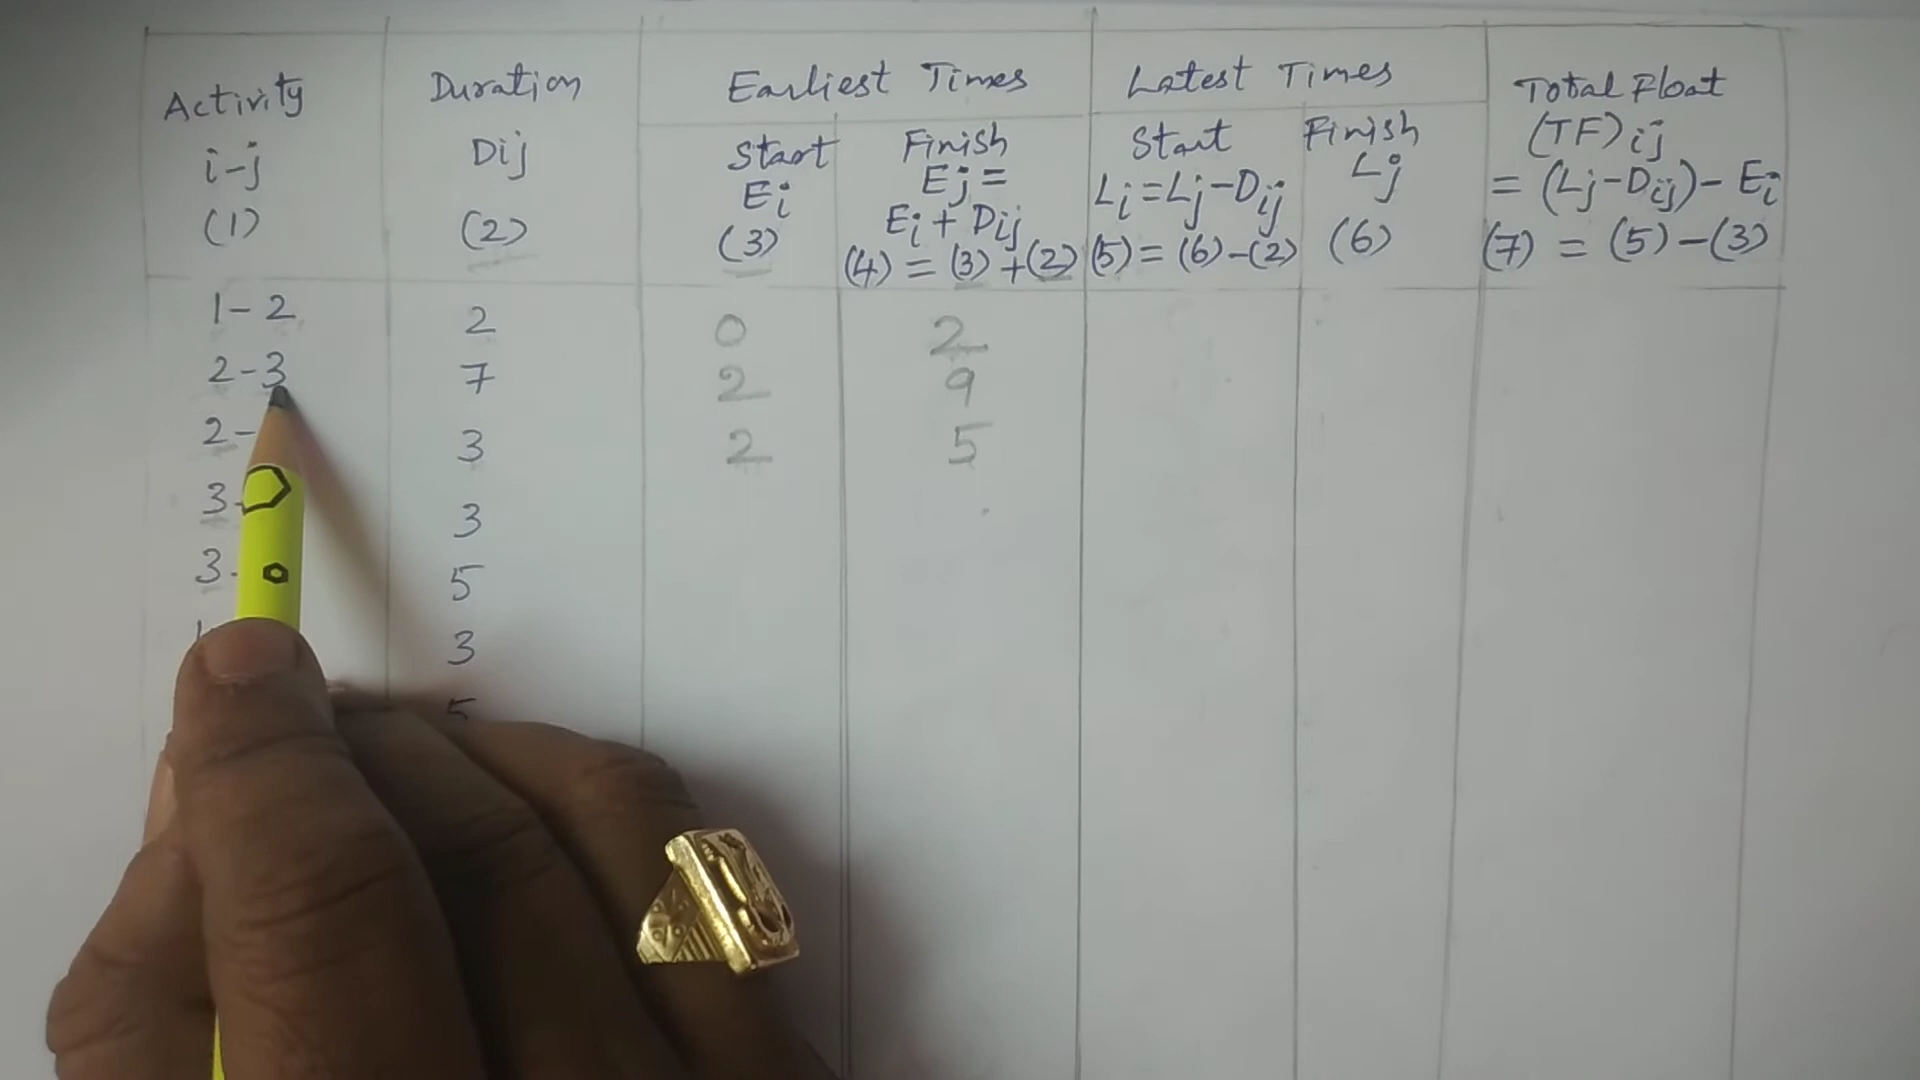 Activity Duration Earliest Times Latest Times Total Float
i-j Dij Start Finish Start Finish (TF)ij
(1) (2) Ei Ej = Li=Lj-Dij Lj = (Lj-Dij)- Ei
(3) Ei + Dij (6) (7) = (5)-(3)
(4) = (3)+(2) (5)= (6)-(2)
1-2 2 0 2
2-3 7 2 9
2- 3 2 5
3- 3
3- 5
3
5